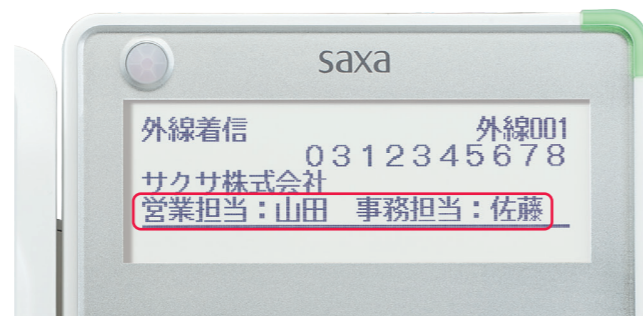 saxa
外線着信 外線001
0312345678
サクサ株式会社
営業担当：山田 事務担当：佐藤